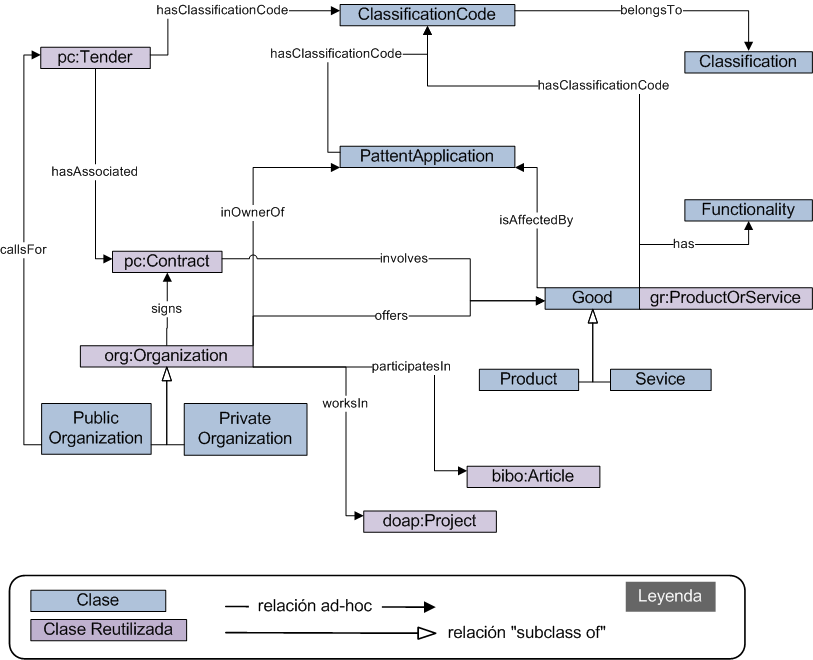 hasClassificationCode
ClassificationCode
belongsTo
pc:Tender
hasClassificationCode
Classification
hasClassificationCode
PattentApplication
hasAssociated
inOwnerOf
isAffectedBy
Functionality
callsFor
has
pc:Contract
involves
signs
offers
Good
gr:ProductOrService
org:Organization
participatesIn
Product
Sevice
worksIn
Public
Organization
Private
Organization
bibo:Article
doap:Project
Clase
relación ad-hoc
Leyenda
Clase Reutilizada
relación "subclass of"